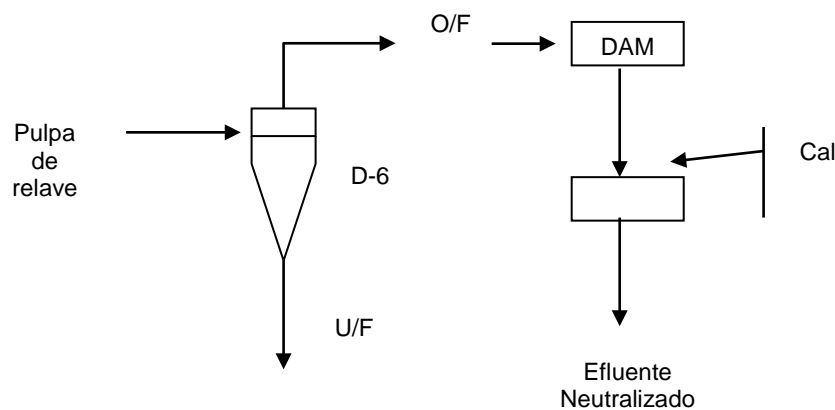 O/F
DAM
Pulpa
de
relave
Cal
D-6
U/F
Efluente
Neutralizado